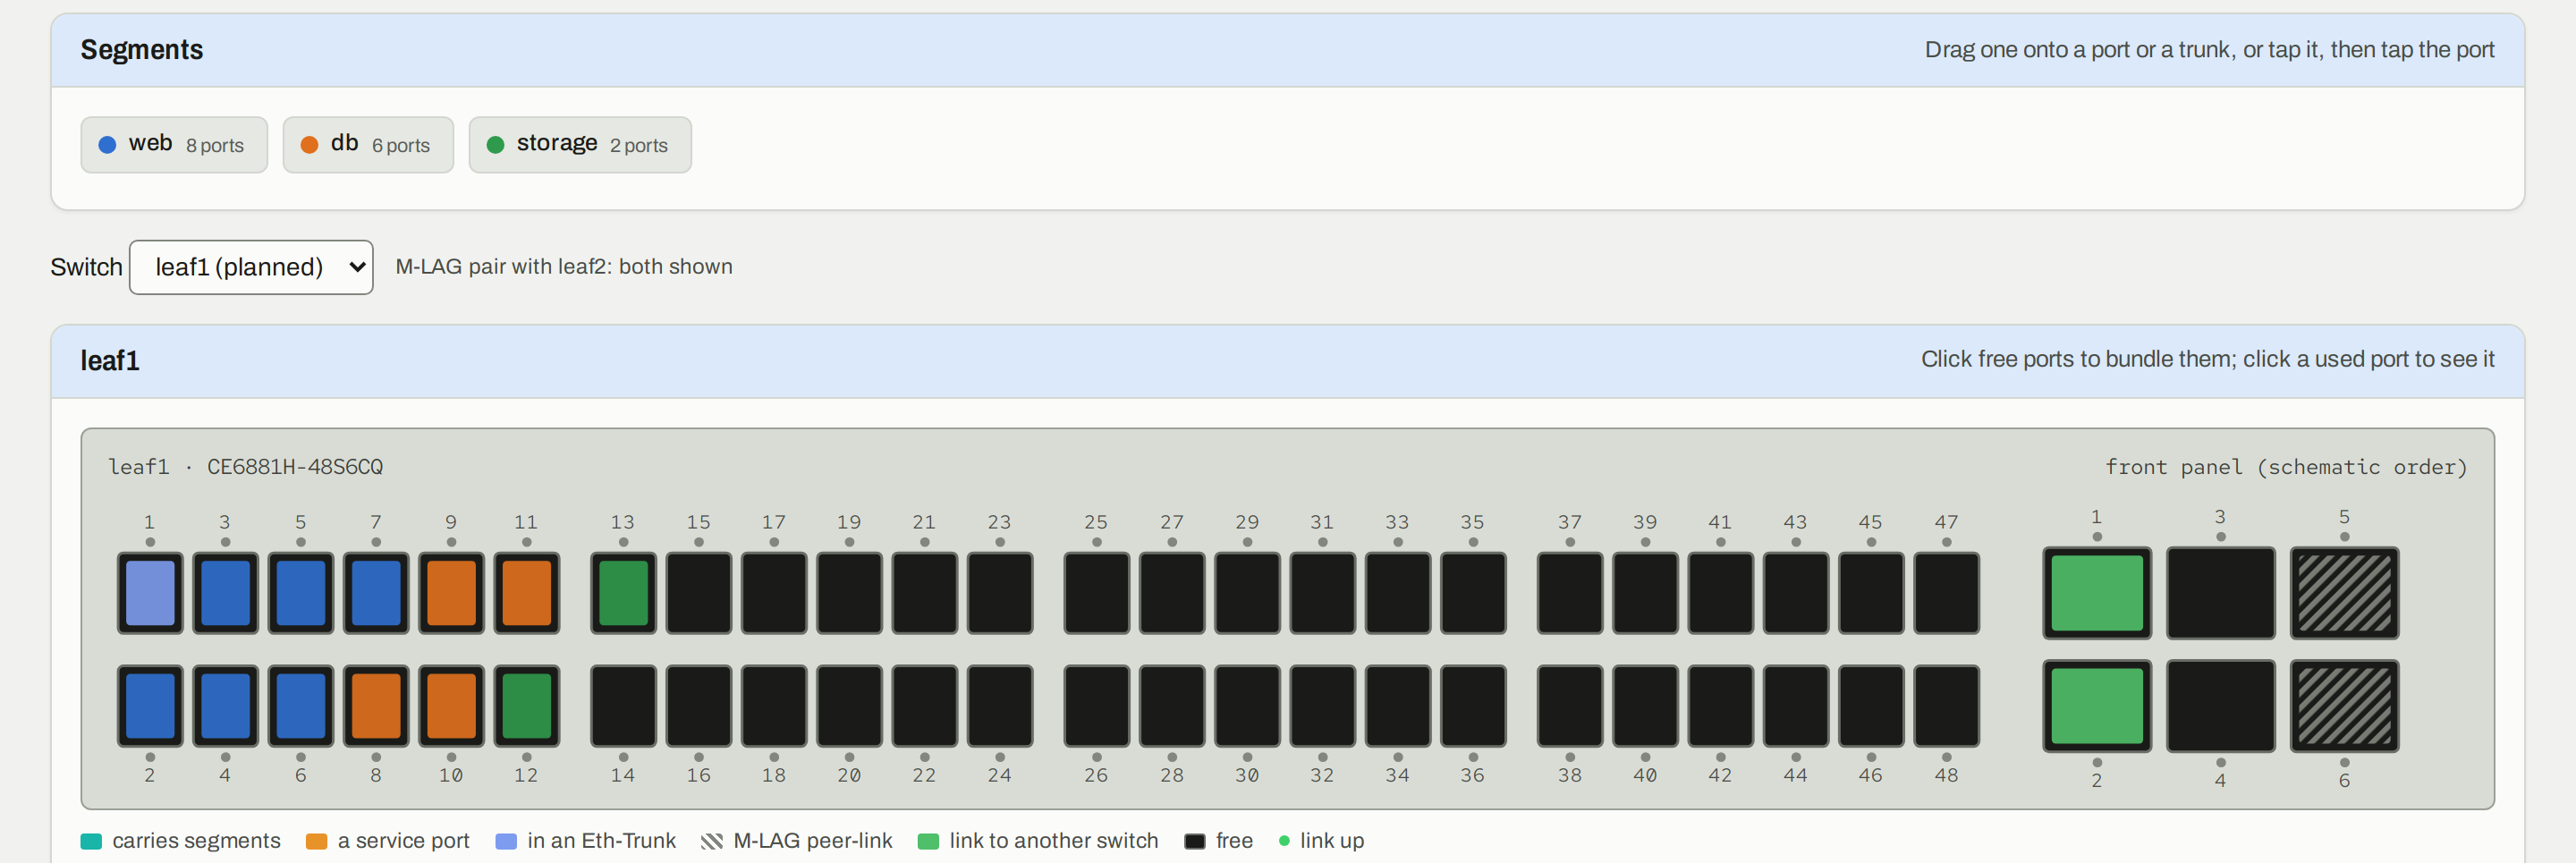 Segments
Drag one onto a port or a trunk, or tap it, then tap the port
web 8 ports db 6 ports storage 2 ports
Switch leaf1 (planned) M-LAG pair with leaf2: both shown
leaf1
Click free ports to bundle them; click a used port to see it
leaf1 · CE6881H-48S6CQ
front panel (schematic order)
1 3 5 7 9 11 13 15 17 19 21 23 25 27 29 31 33 35 37 39 41 43 45 47 1 3 5
2 4 6 8 10 12 14 16 18 20 22 24 26 28 30 32 34 36 38 40 42 44 46 48 2 4 6
carries segments a service port in an Eth-Trunk M-LAG peer-link link to another switch free link up